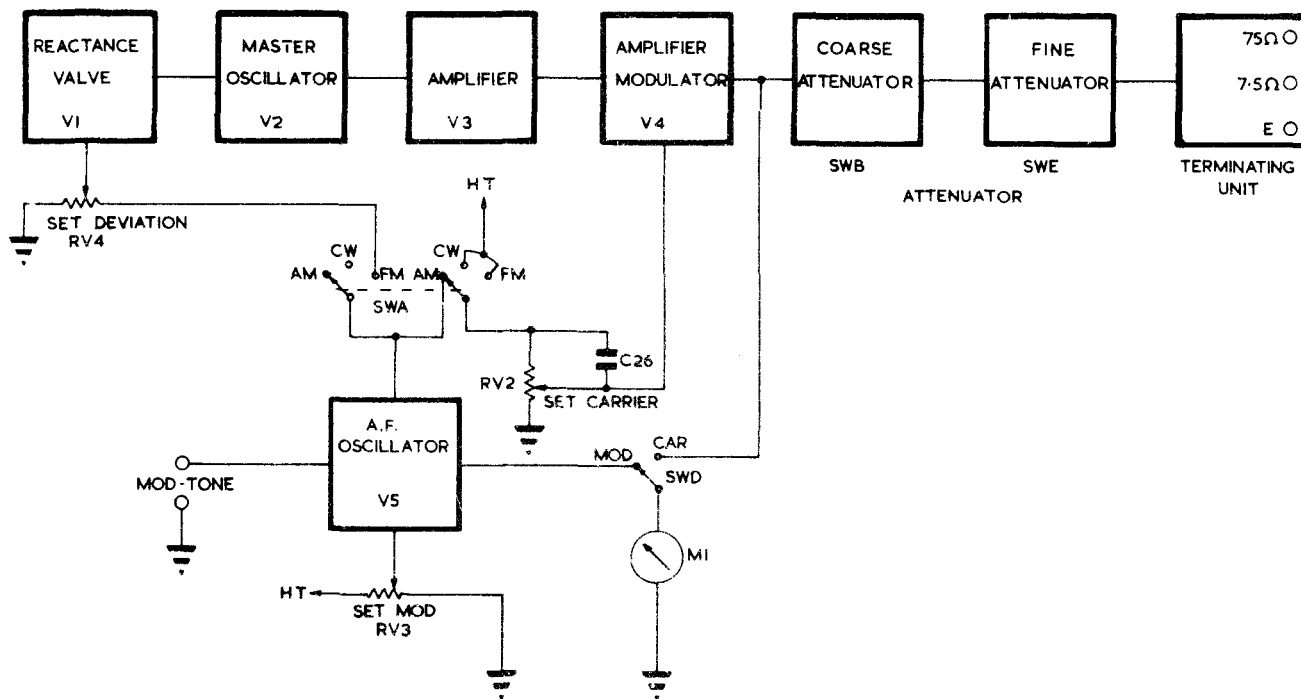 REACTANCE
VALVE
V1
MASTER
OSCILLATOR
V2
AMPLIFIER
V3
AMPLIFIER
MODULATOR
V4
COARSE
ATTENUATOR
FINE
ATTENUATOR
75Ω
7·5Ω
E
SWB
SWE
TERMINATING
UNIT
ATTENUATOR
SET DEVIATION
RV4
HT
CW
AM
FM
SWA
CW
AM
FM
C26
RV2
SET CARRIER
A.F.
OSCILLATOR
V5
MOD-TONE
CAR
MOD
SWD
M1
HT
SET MOD
RV3